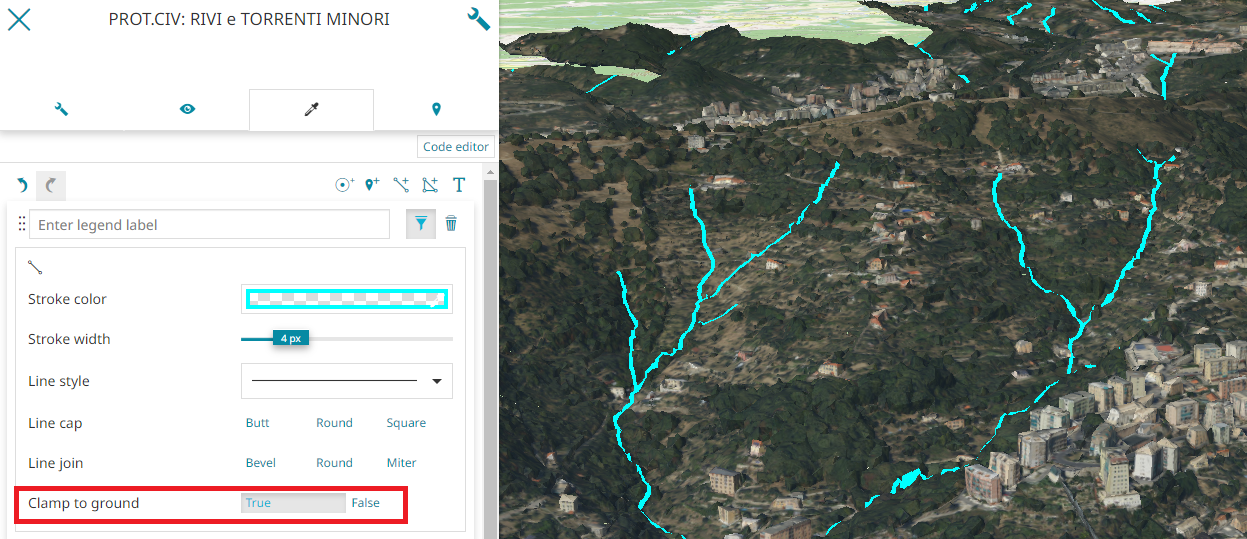 PROT.CIV: RIVI e TORRENTI MINORI
Code editor
T
Enter legend label
Stroke color
Stroke width 4 px
Line style
Line cap Butt Round Square
Line join Bevel Round Miter
Clamp to ground True False